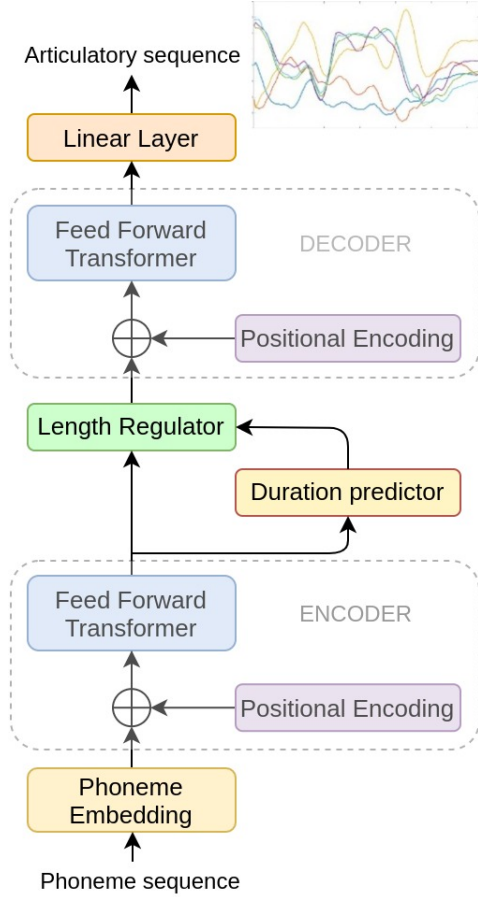 Articulatory sequence
Linear Layer
Feed Forward
Transformer
DECODER
Positional Encoding
Length Regulator
Duration predictor
Feed Forward
Transformer
ENCODER
Positional Encoding
Phoneme
Embedding
Phoneme sequence